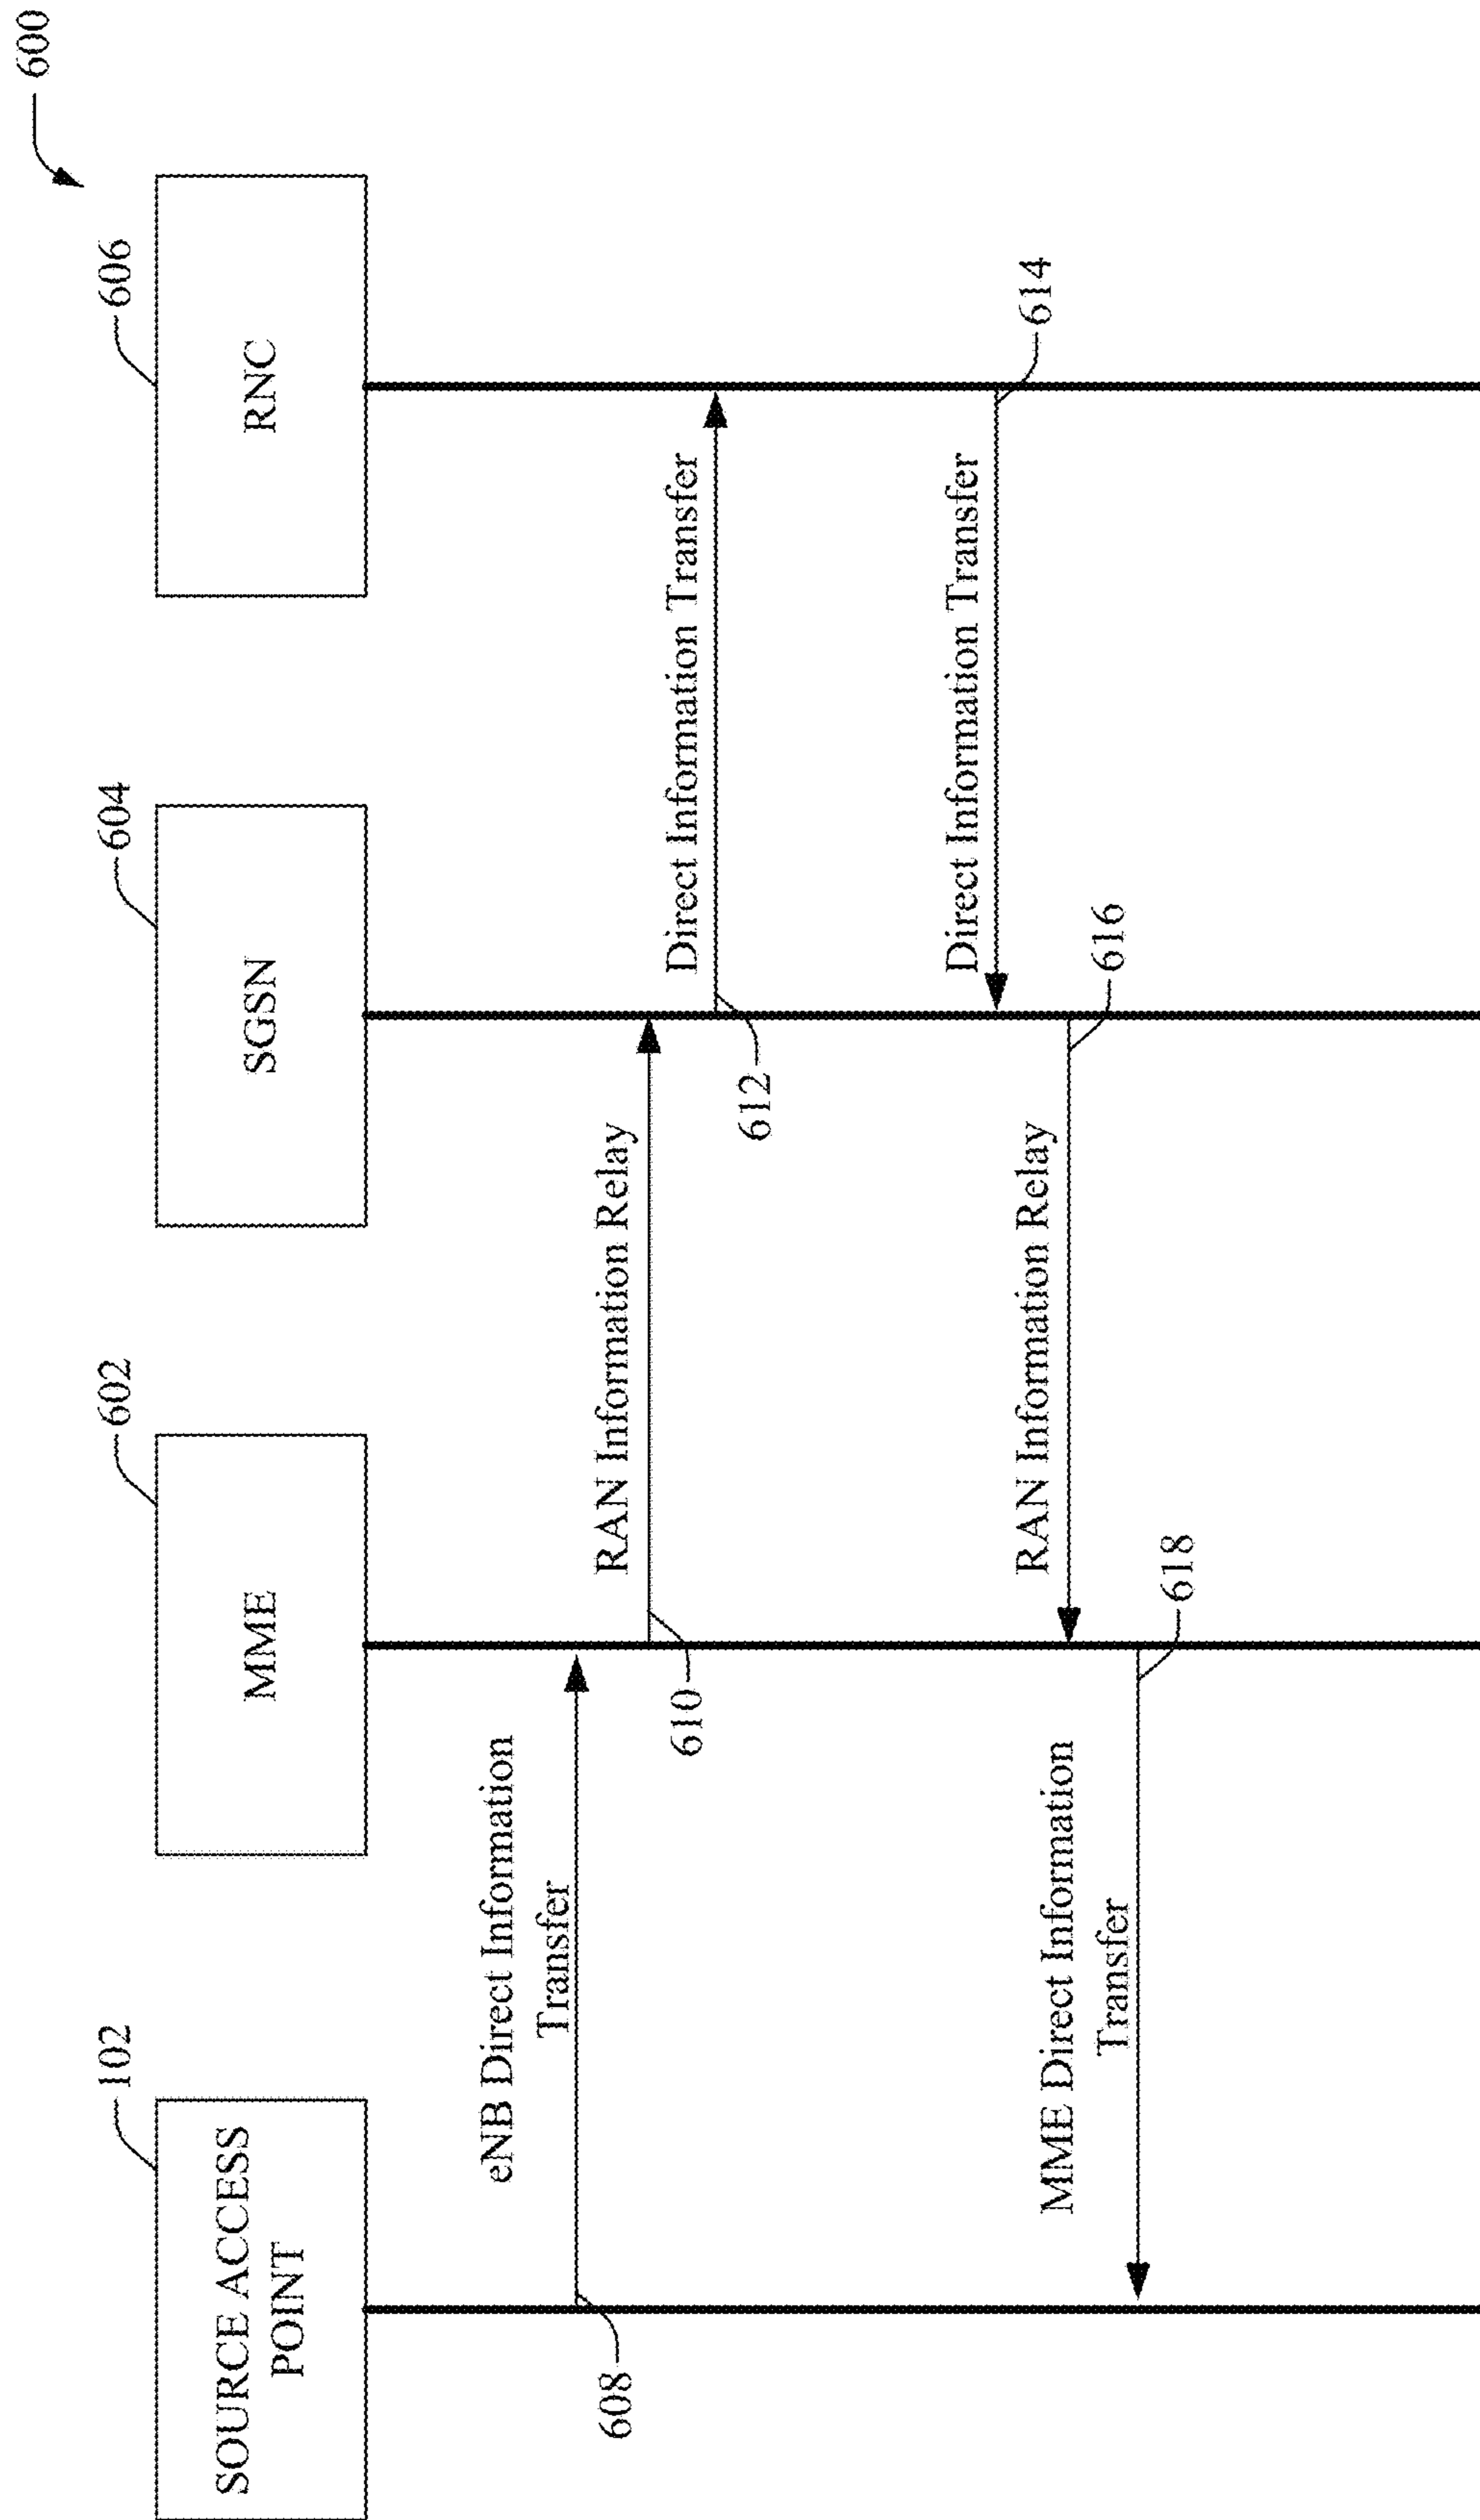 600
102
602
604
606
SOURCE ACCESS
POINT
MME
SGSN
RNC
eNB Direct Information
Transfer
608
RAN Information Relay
610
Direct Information Transfer
612
Direct Information Transfer
614
RAN Information Relay
616
MME Direct Information
Transfer
618